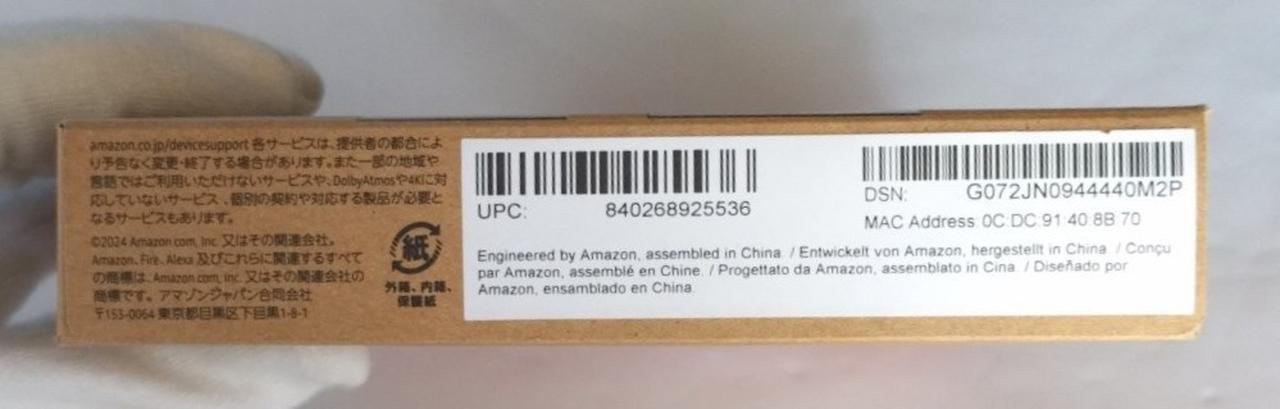 amazon.co.jp/devicesupport 各サービスは、提供者の都合によ
り予告なく変更・終了する場合があります。また一部の地域や
言語ではご利用いただけないサービスや、DolbyAtmosや4Kに対
応していないサービス、個別の契約や対応する製品が必要と
なるサービスもあります。
©2024 Amazon.com, Inc. 又はその関連会社。
Amazon、Fire、Alexa 及びこれらに関連するすべて
の商標は、Amazon.com, Inc. 又はその関連会社の
商標です。アマゾンジャパン合同会社
〒153-0064 東京都目黒区下目黒1-8-1
紙
外箱、内箱、
保護紙
UPC: 840268925536
DSN: G072JN0944440M2P
MAC Address: 0C:DC:91:40:8B:70
Engineered by Amazon, assembled in China. / Entwickelt von Amazon, hergestellt in China. / Conçu
par Amazon, assemblé en Chine. / Progettato da Amazon, assemblato in Cina. / Diseñado por
Amazon, ensamblado en China.